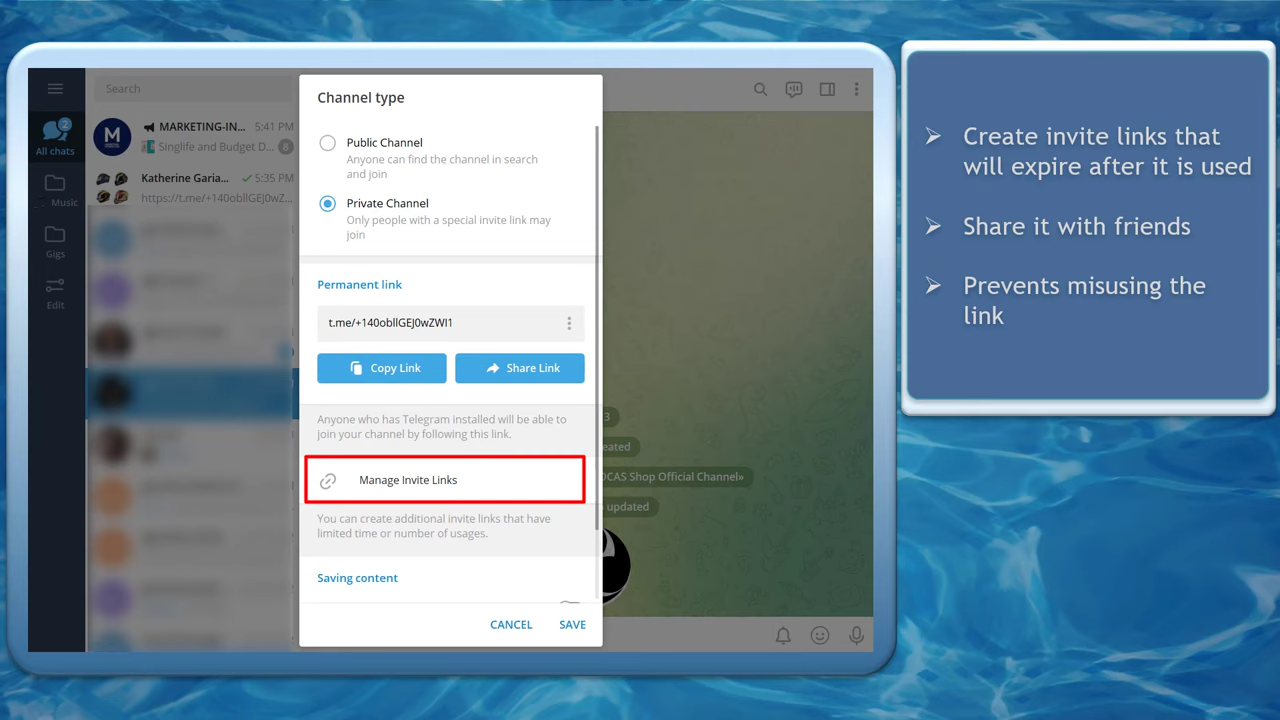 Search
All chats
2
Music
Gigs
Edit
M
MARKETING-IN... 5:41 PM
Singlife and Budget D... 8
Katherine Garia... 5:35 PM
https://t.me/+140obllGEJ0wZ...
Channel type
Public Channel
Anyone can find the channel in search
and join
Private Channel
Only people with a special invite link may
join
Permanent link
t.me/+140obllGEJ0wZWI1
Copy Link
Share Link
Anyone who has Telegram installed will be able to
join your channel by following this link.
Manage Invite Links
You can create additional invite links that have
limited time or number of usages.
Saving content
CANCEL SAVE
3
eated
OCAS Shop Official Channel»
updated
➢ Create invite links that
will expire after it is used
➢ Share it with friends
➢ Prevents misusing the
link